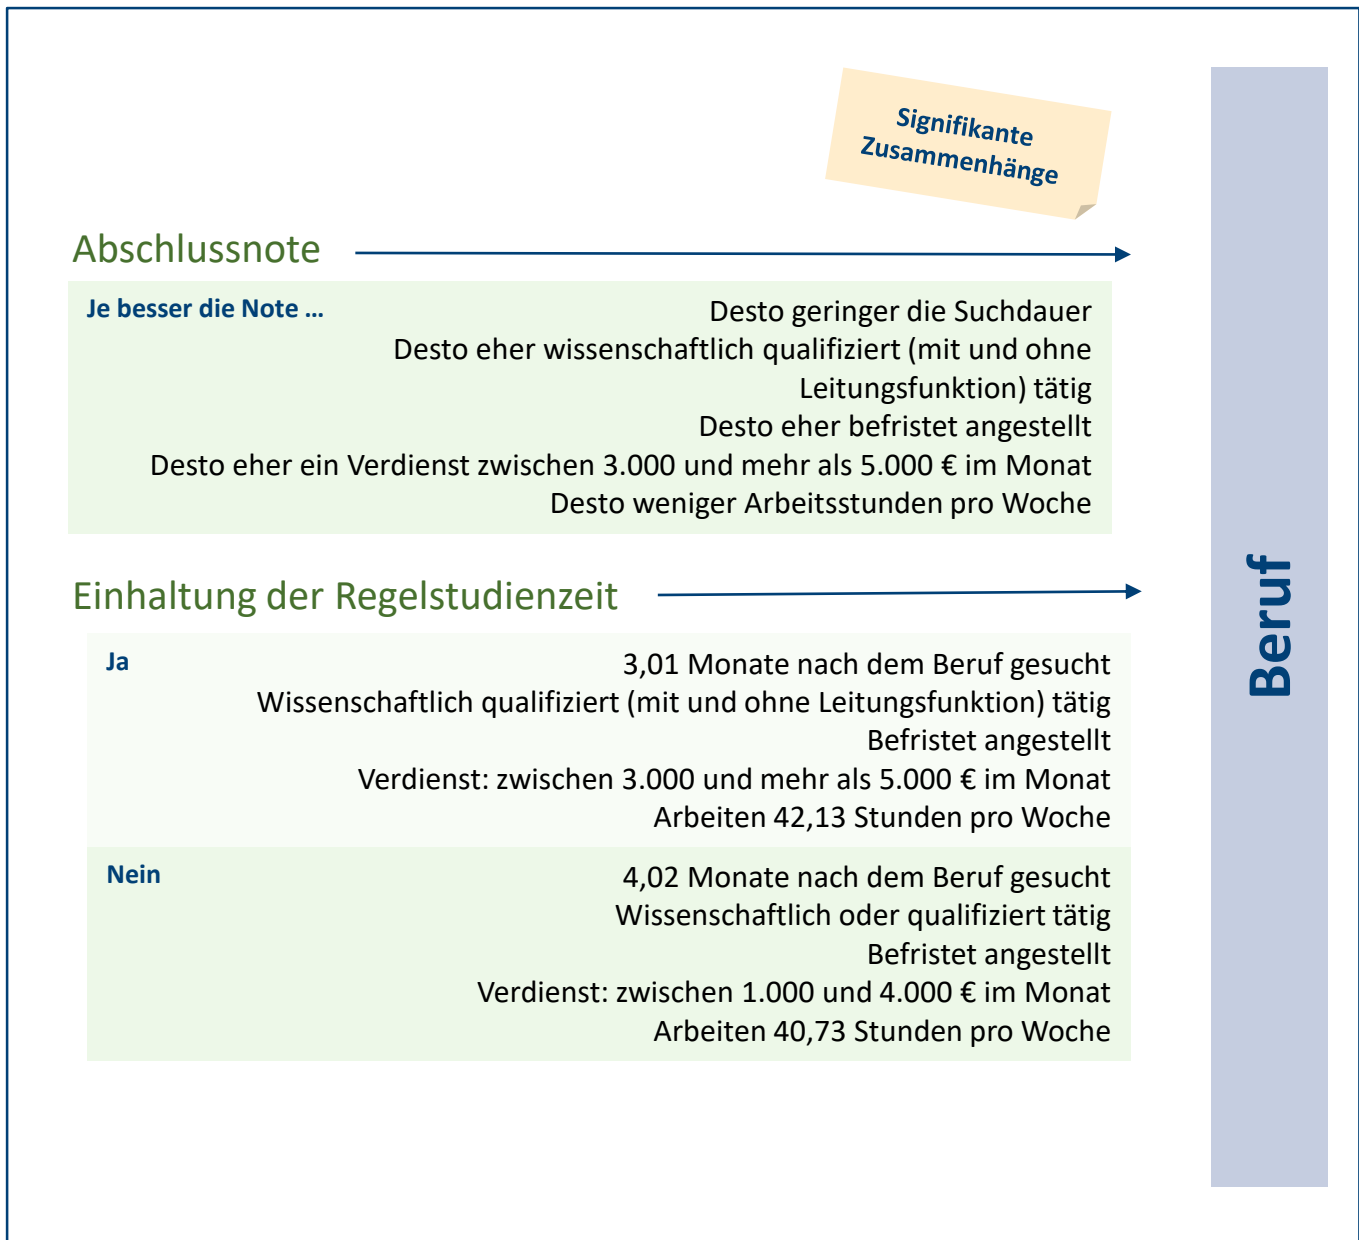 Signifikante
Zusammenhänge
Abschlussnote
Je besser die Note ...
Desto geringer die Suchdauer
Desto eher wissenschaftlich qualifiziert (mit und ohne
Leitungsfunktion) tätig
Desto eher befristet angestellt
Desto eher ein Verdienst zwischen 3.000 und mehr als 5.000 € im Monat
Desto weniger Arbeitsstunden pro Woche
Einhaltung der Regelstudienzeit
Ja
3,01 Monate nach dem Beruf gesucht
Wissenschaftlich qualifiziert (mit und ohne Leitungsfunktion) tätig
Befristet angestellt
Verdienst: zwischen 3.000 und mehr als 5.000 € im Monat
Arbeiten 42,13 Stunden pro Woche
Nein
4,02 Monate nach dem Beruf gesucht
Wissenschaftlich oder qualifiziert tätig
Befristet angestellt
Verdienst: zwischen 1.000 und 4.000 € im Monat
Arbeiten 40,73 Stunden pro Woche
Beruf